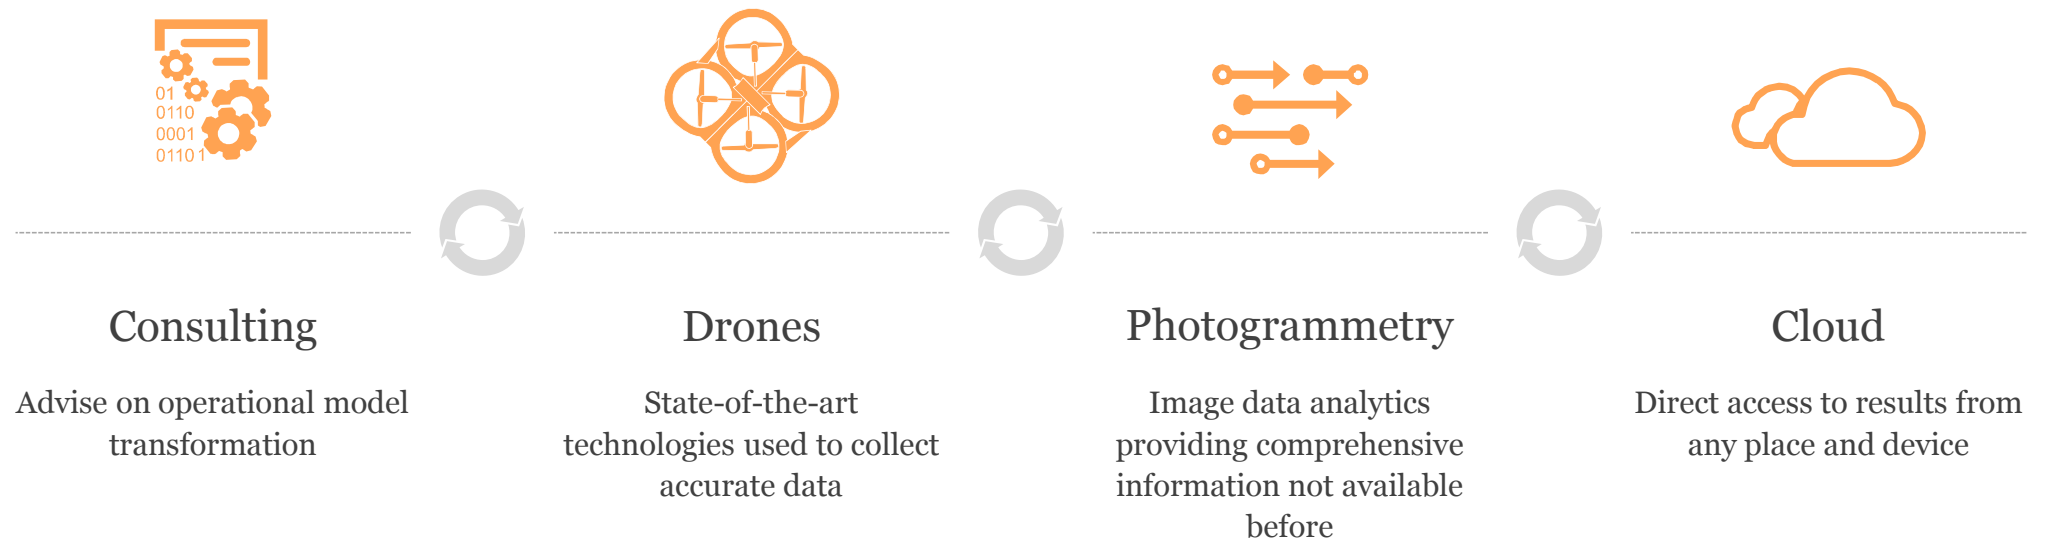 01
0110
0001
01101
Consulting
Advise on operational model
transformation
Drones
State-of-the-art
technologies used to collect
accurate data
Photogrammetry
Image data analytics
providing comprehensive
information not available
before
Cloud
Direct access to results from
any place and device